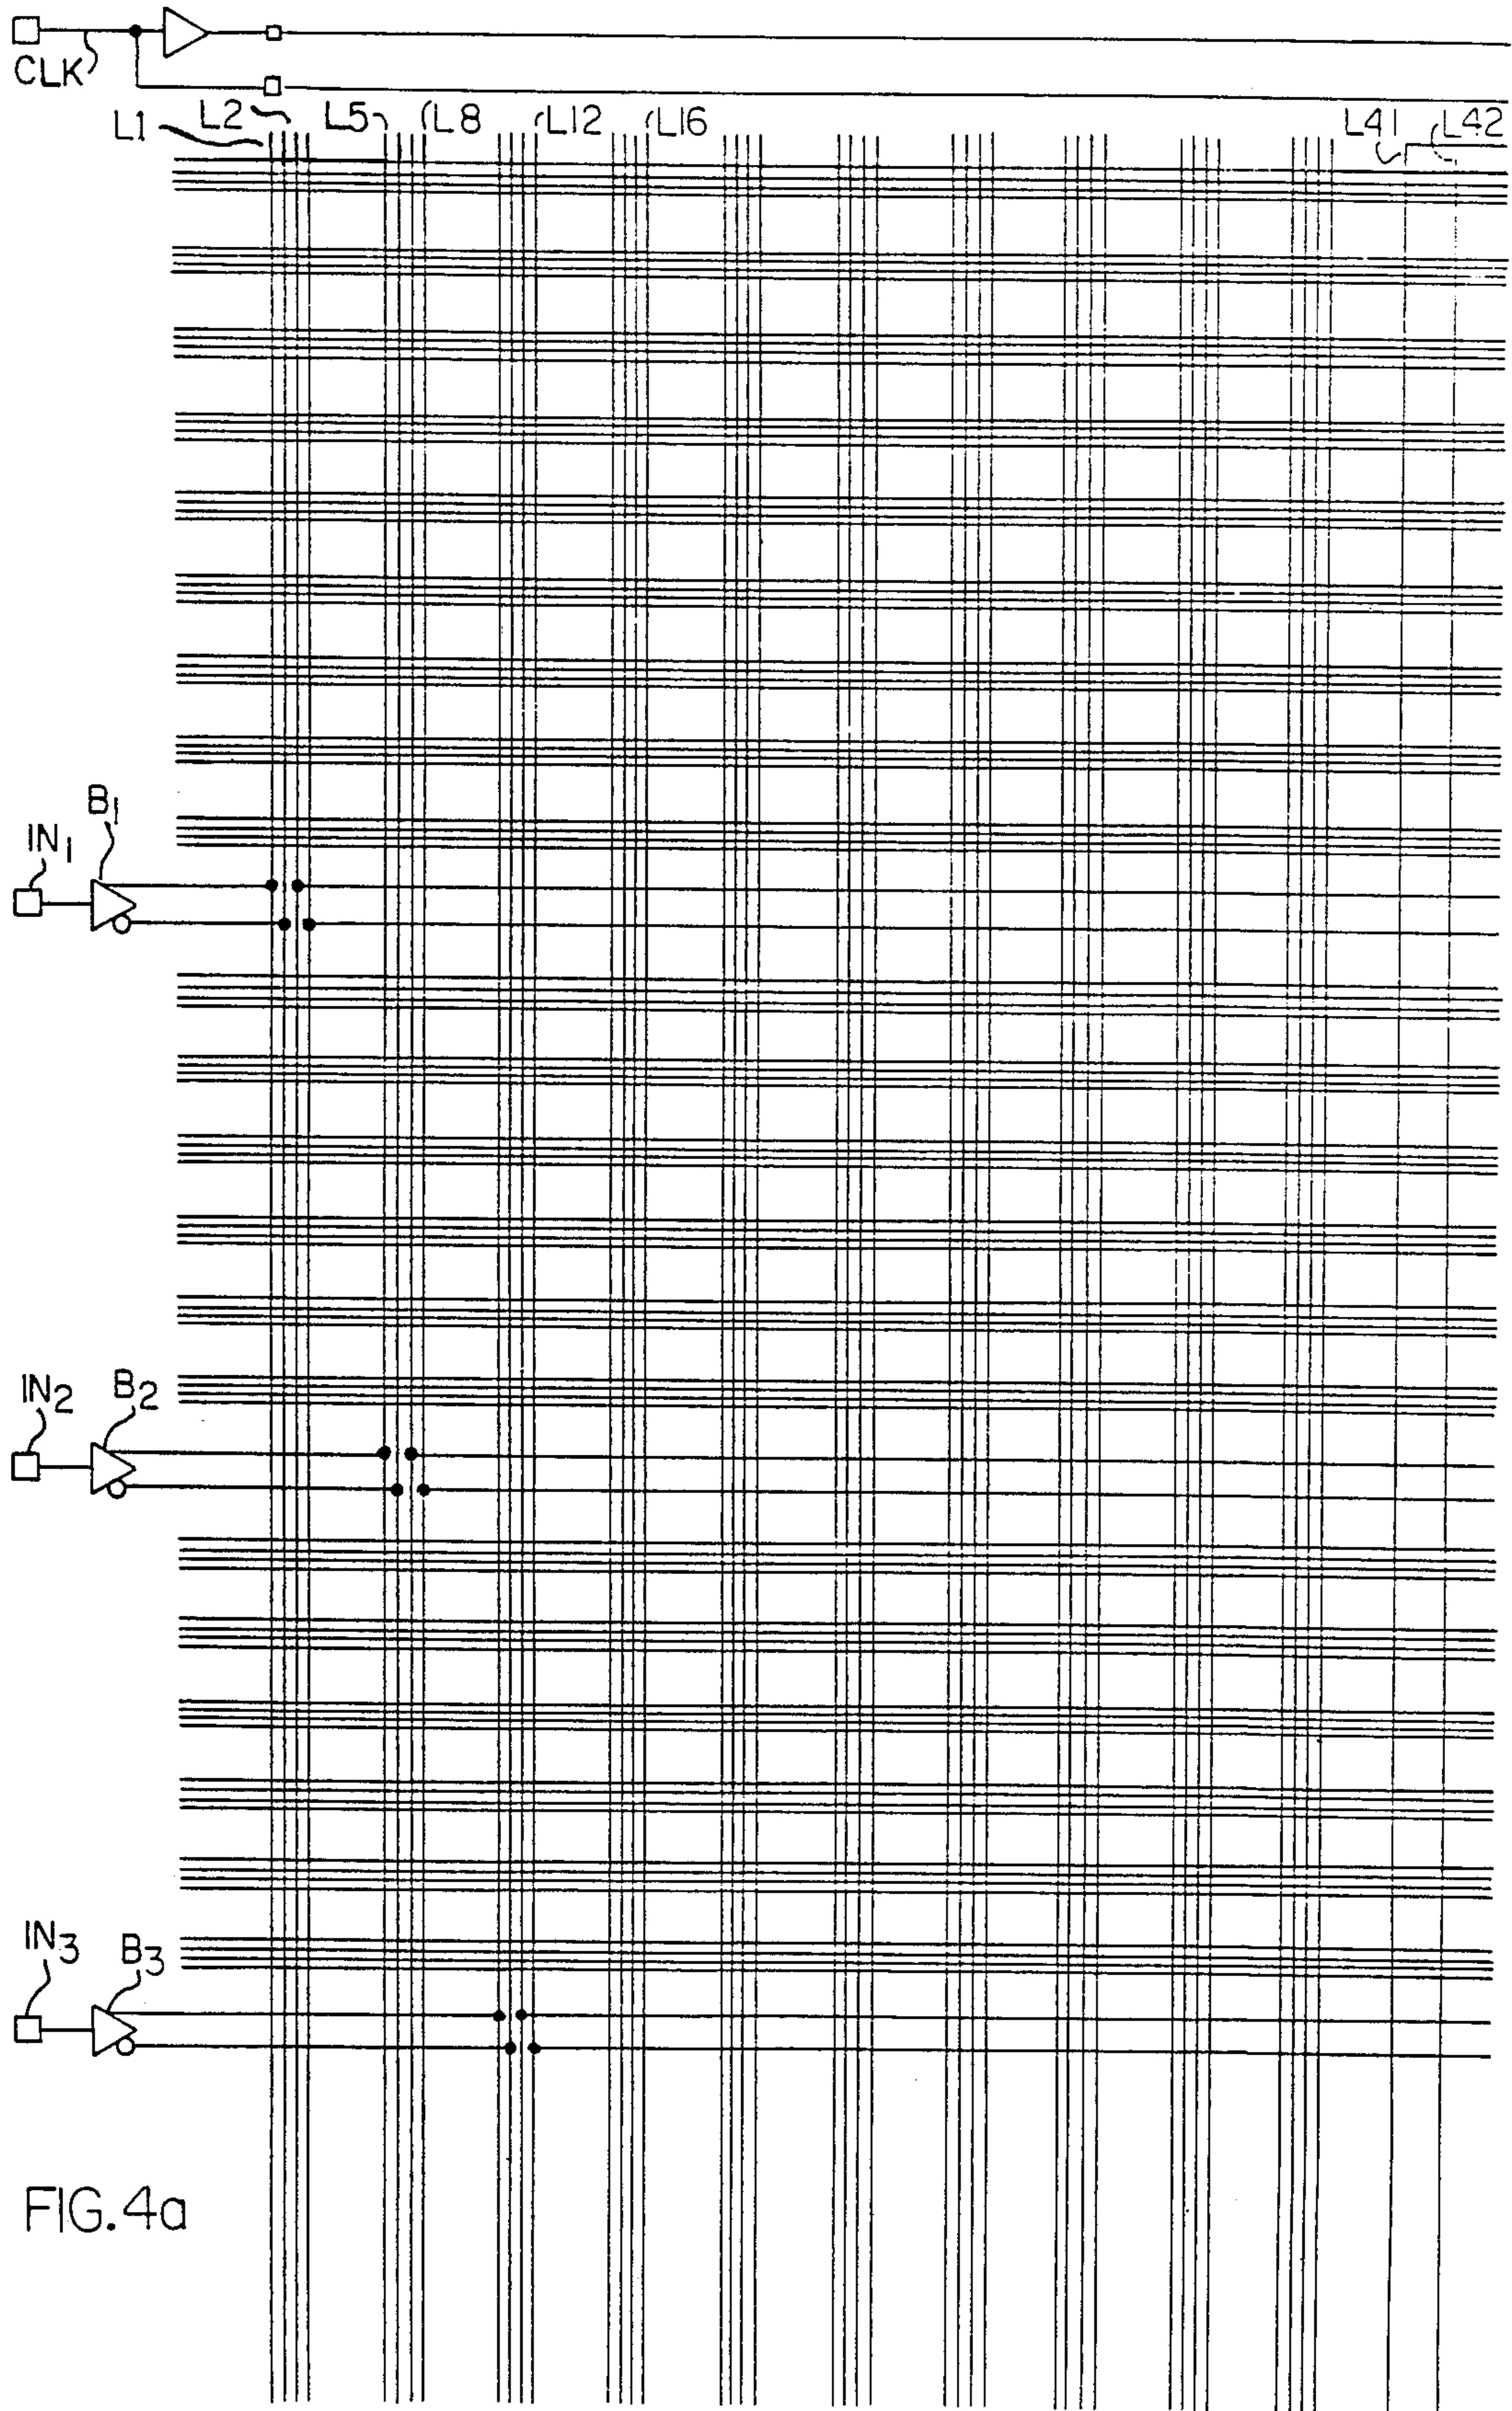 CLK
L1 L2 L5 L8 L12 L16 L41 L42
B1
IN1
IN2 B2
IN3 B3
FIG. 4a